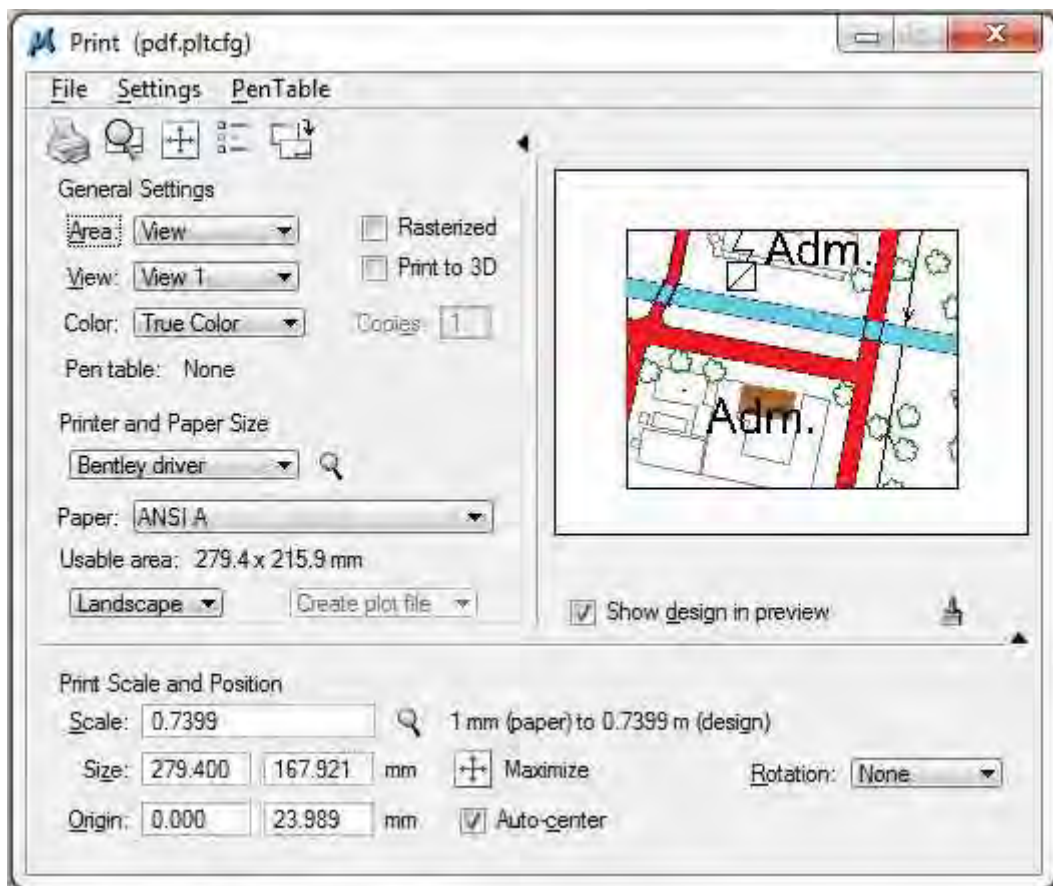 Print (pdf.pltcfg)
File Settings PenTable
General Settings
Area: View
Rasterized
View: View 1
Print to 3D
Color: True Color
Copies: 1
Pen table: None
Printer and Paper Size
Bentley driver
Paper: ANSI A
Usable area: 279.4 x 215.9 mm
Landscape
Create plot file
Adm.
Adm.
Show design in preview
Print Scale and Position
Scale: 0.7399
1 mm (paper) to 0.7399 m (design)
Size: 279.400 167.921 mm
Maximize
Rotation: None
Origin: 0.000 23.989 mm
Auto-center